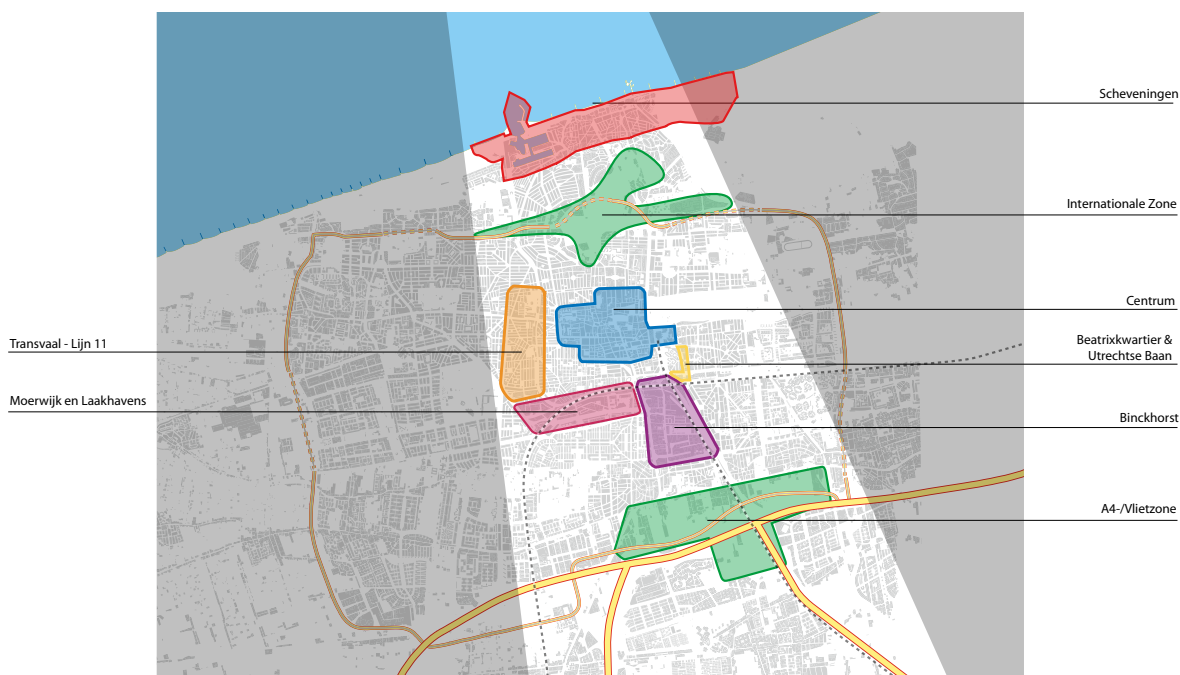 Scheveningen
Internationale Zone
Centrum
Transvaal - Lijn 11
Beatrixkwartier &
Utrechtse Baan
Moerwijk en Laakhavens
Binckhorst
A4-/Vlietzone